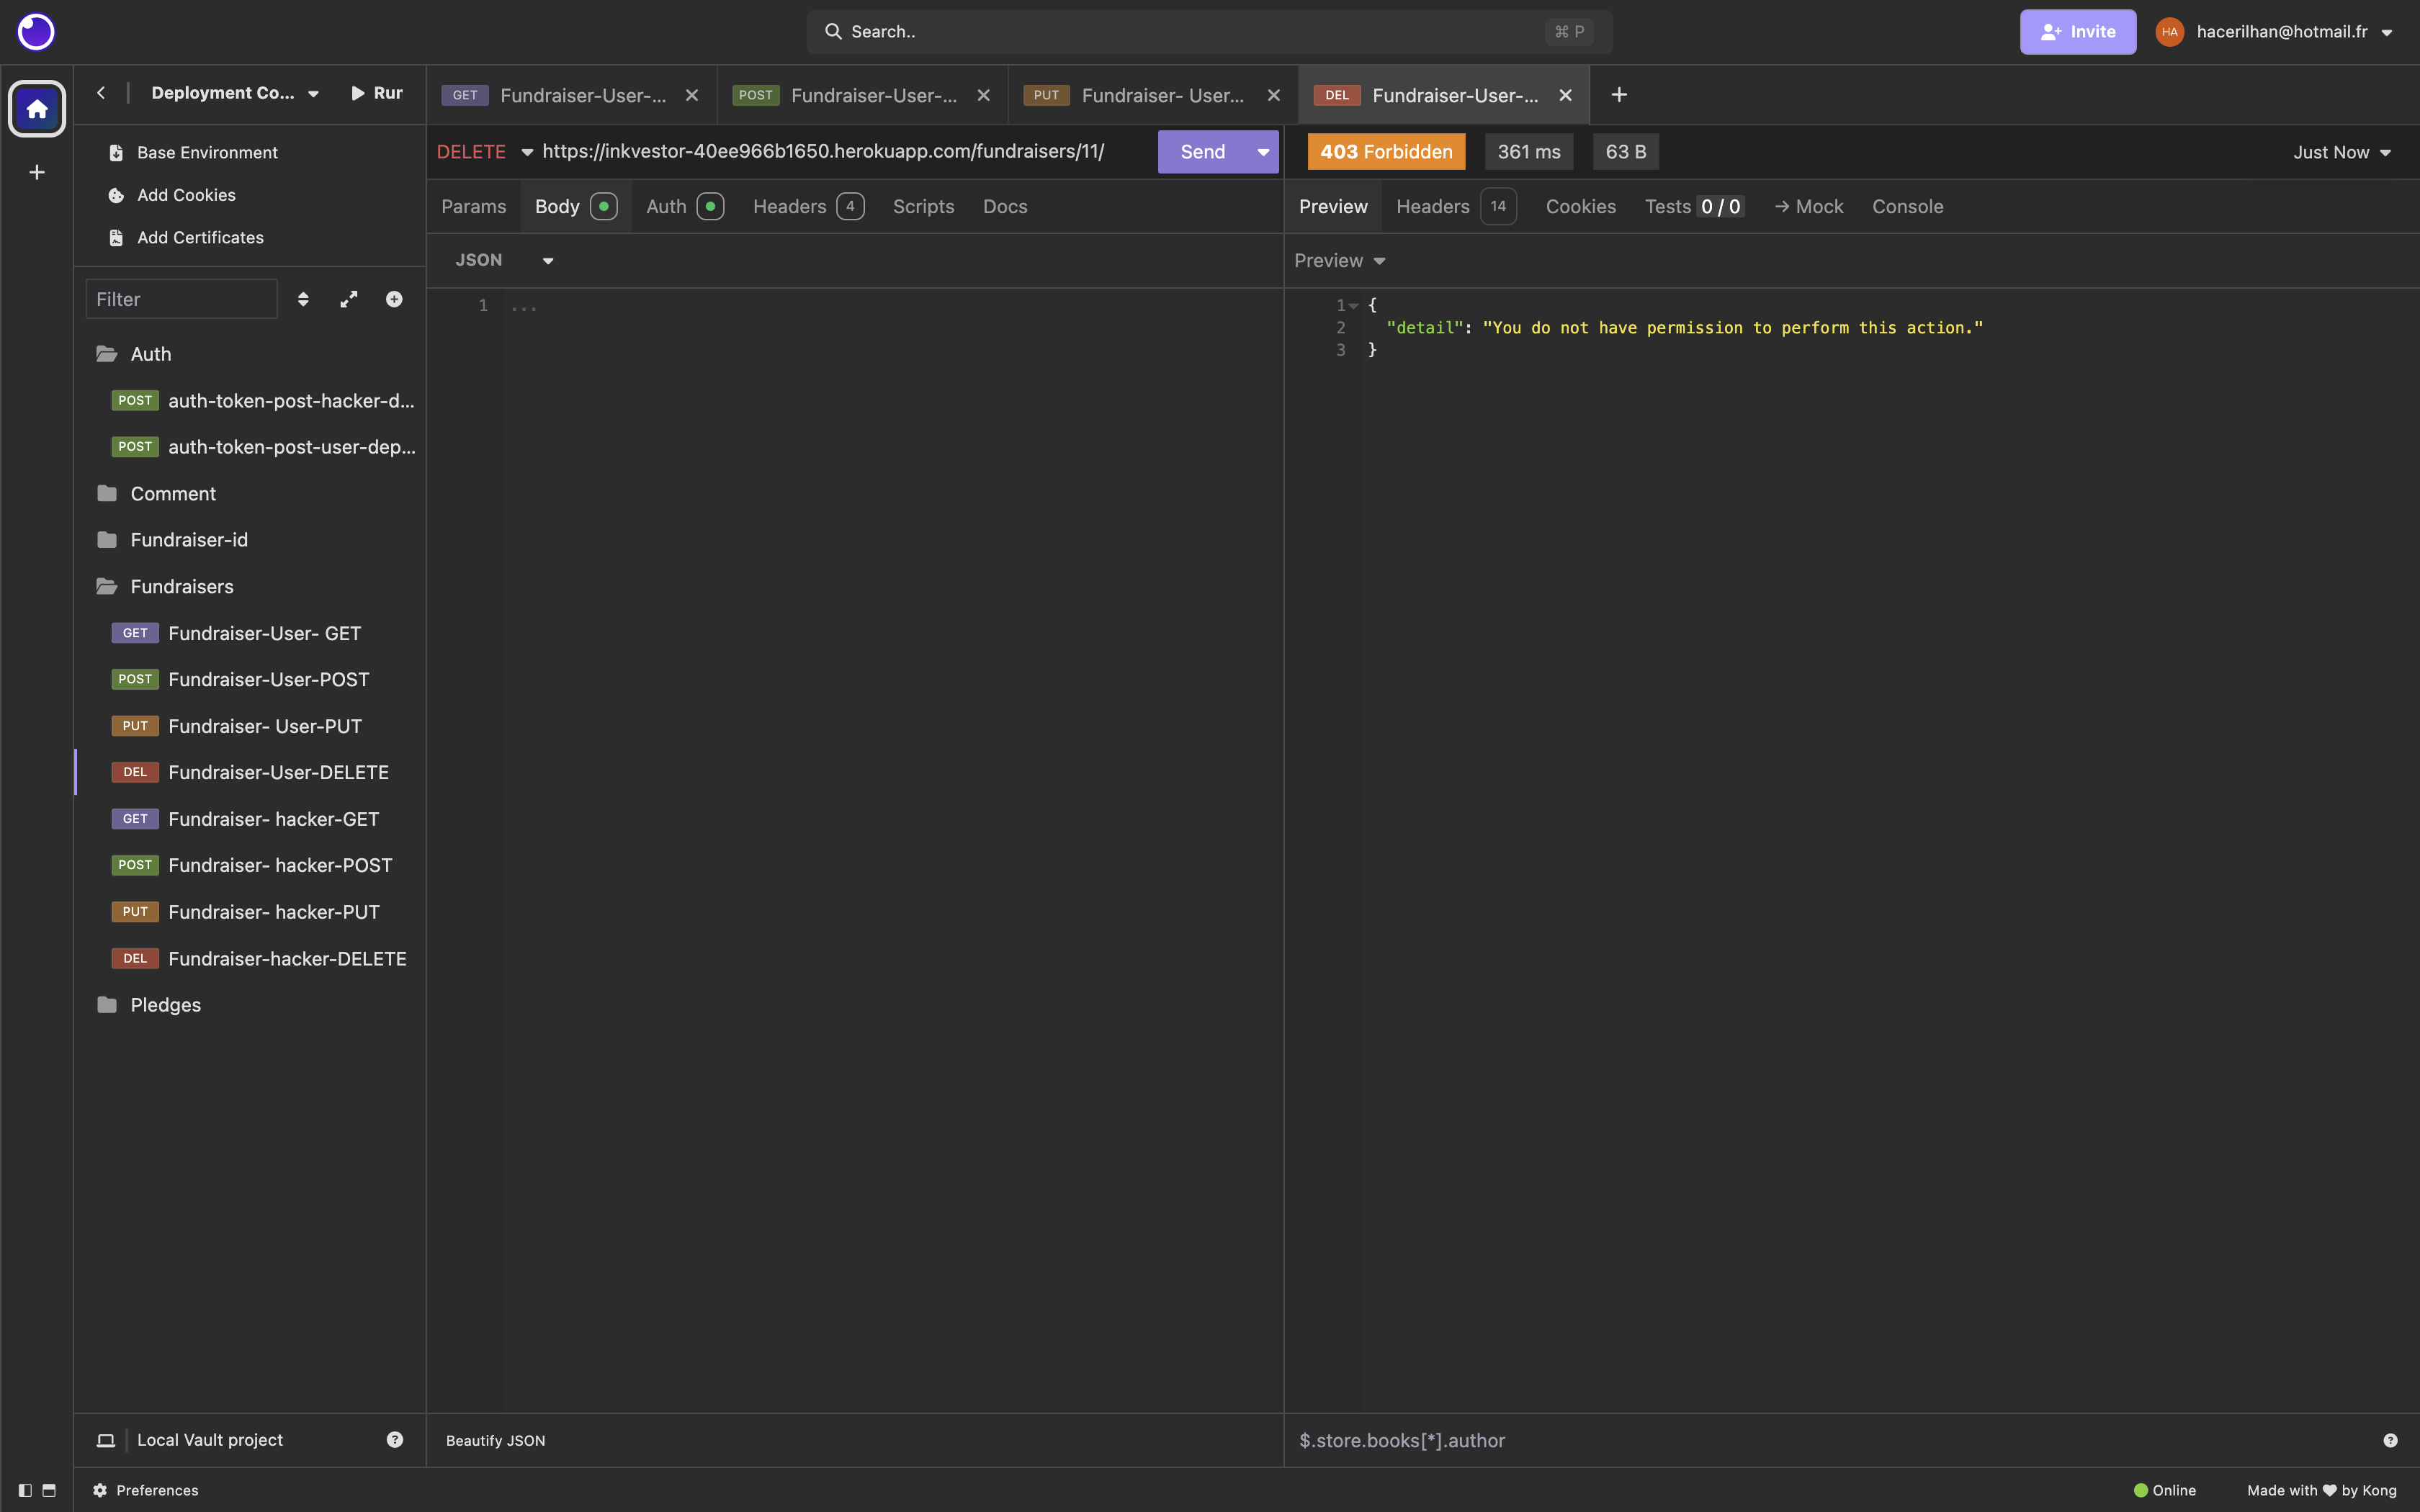 Search..
⌘ P
Invite
HA
hacerilhan@hotmail.fr
Deployment Co...
Run
GET Fundraiser-User-...
POST Fundraiser-User-...
PUT Fundraiser- User...
DEL Fundraiser-User-...
Base Environment
Add Cookies
Add Certificates
Filter
Auth
POST auth-token-post-hacker-d...
POST auth-token-post-user-dep...
Comment
Fundraiser-id
Fundraisers
GET Fundraiser-User- GET
POST Fundraiser-User-POST
PUT Fundraiser- User-PUT
DEL Fundraiser-User-DELETE
GET Fundraiser- hacker-GET
POST Fundraiser- hacker-POST
PUT Fundraiser- hacker-PUT
DEL Fundraiser-hacker-DELETE
Pledges
Local Vault project
DELETE https://inkvestor-40ee966b1650.herokuapp.com/fundraisers/11/ Send
Params Body Auth Headers 4 Scripts Docs
JSON
1 ...
Beautify JSON
403 Forbidden 361 ms 63 B Just Now
Preview Headers 14 Cookies Tests 0 / 0 → Mock Console
Preview
1 {
2 "detail": "You do not have permission to perform this action."
3 }
$.store.books[*].author
Preferences
Online
Made with ♥ by Kong